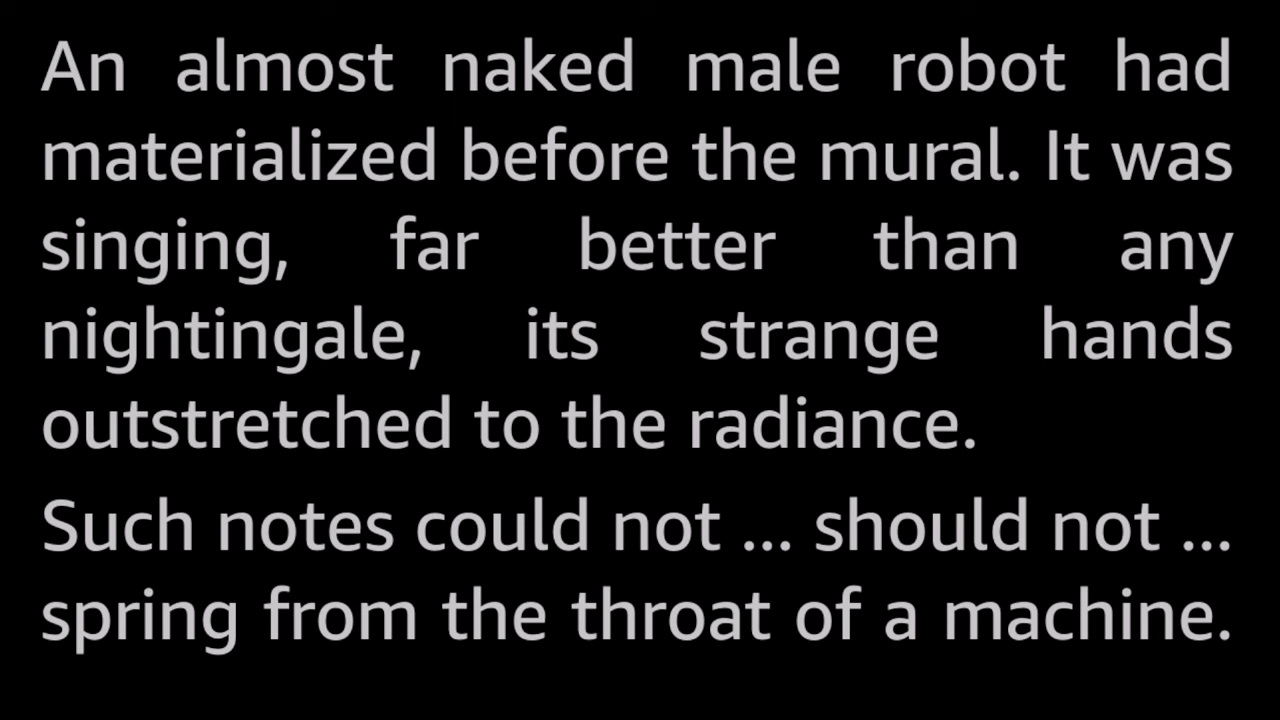 An almost naked male robot had
materialized before the mural. It was
singing, far better than any
nightingale, its strange hands
outstretched to the radiance.
Such notes could not ... should not ...
spring from the throat of a machine.